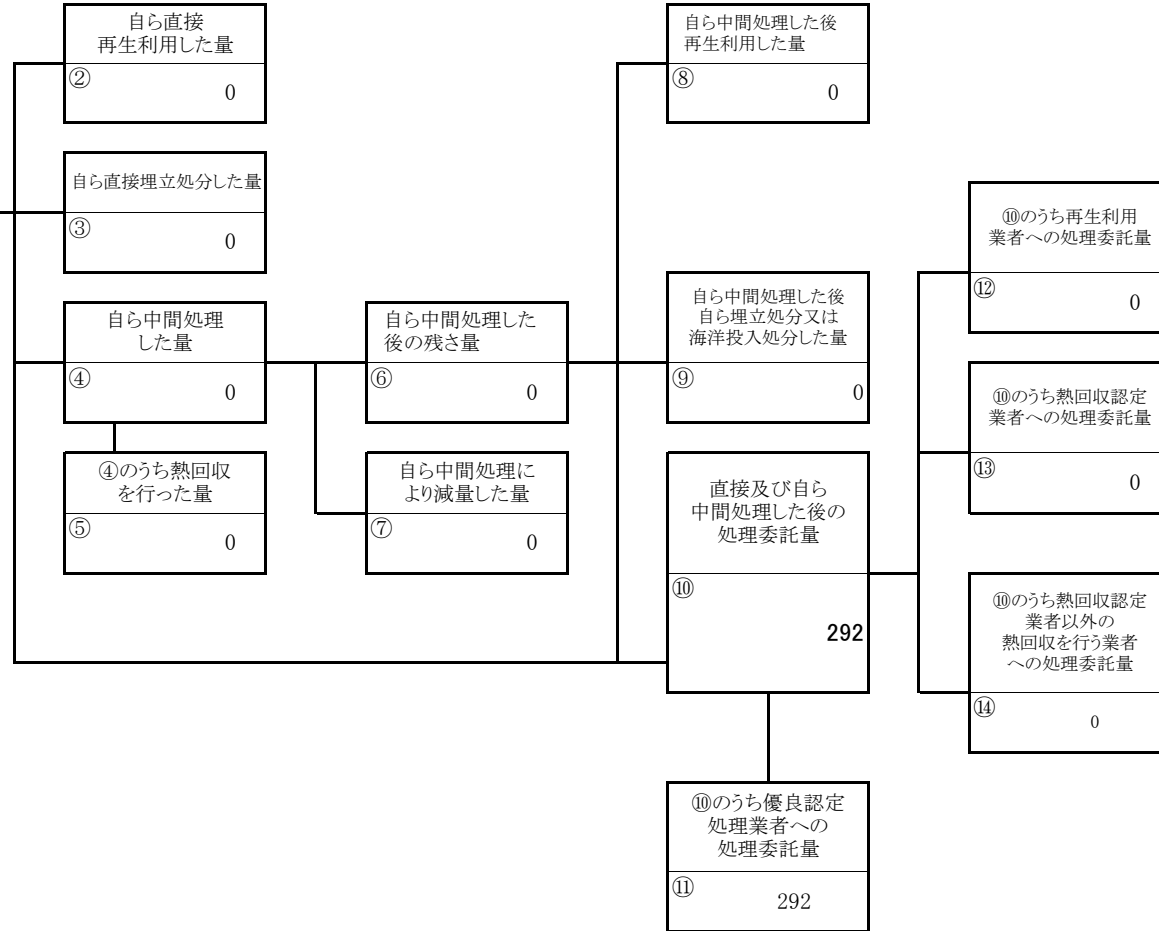 自ら直接
再生利用した量
②
0
自ら直接埋立処分した量
③
0
自ら中間処理
した量
④
0
④のうち熱回収
を行った量
⑤
0
自ら中間処理した
後の残さ量
⑥
0
自ら中間処理に
より減量した量
⑦
0
自ら中間処理した後
再生利用した量
⑧
0
自ら中間処理した後
自ら埋立処分又は
海洋投入処分した量
⑨
0
直接及び自ら
中間処理した後の
処理委託量
⑩
292
⑩のうち優良認定
処理業者への
処理委託量
⑪
292
⑩のうち再生利用
業者への処理委託量
⑫
0
⑩のうち熱回収認定
業者への処理委託量
⑬
0
⑩のうち熱回収認定
業者以外の
熱回収を行う業者
への処理委託量
⑭
0